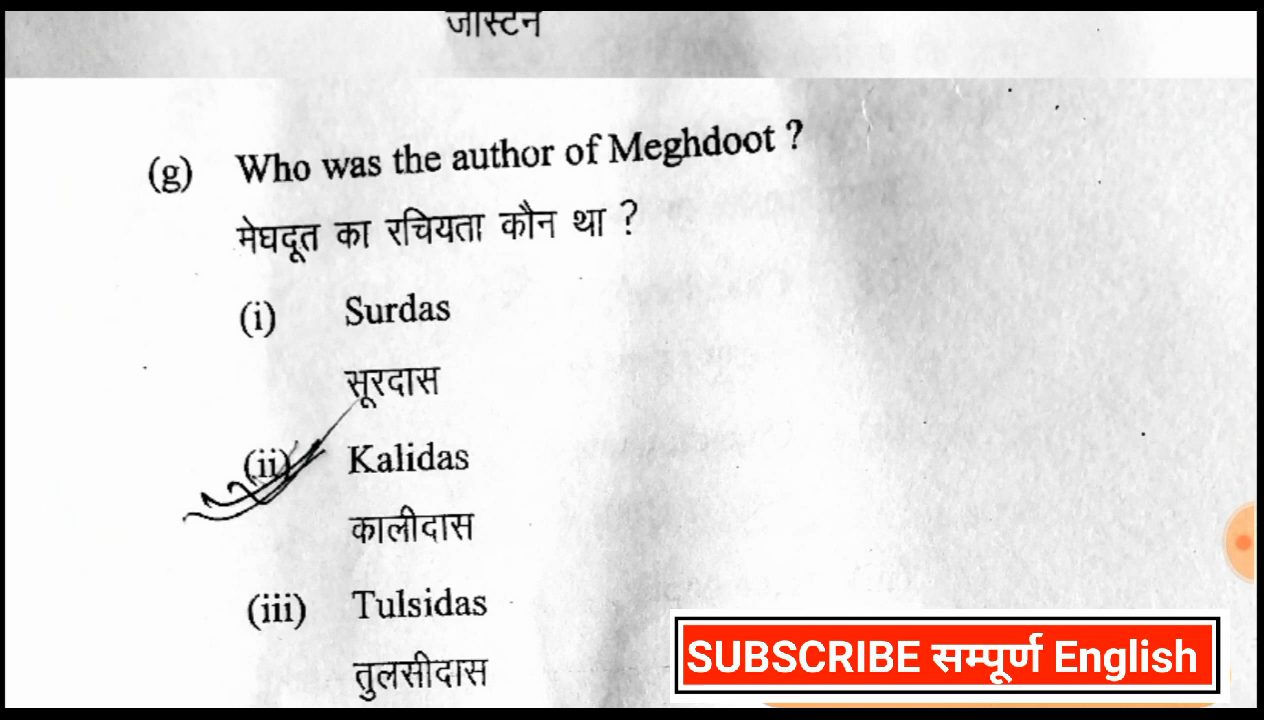 जास्टन
(g) Who was the author of Meghdoot ?
मेघदूत का रचियता कौन था ?
(i) Surdas
सूरदास
(ii) Kalidas
कालीदास
(iii) Tulsidas
तुलसीदास
SUBSCRIBE सम्पूर्ण English